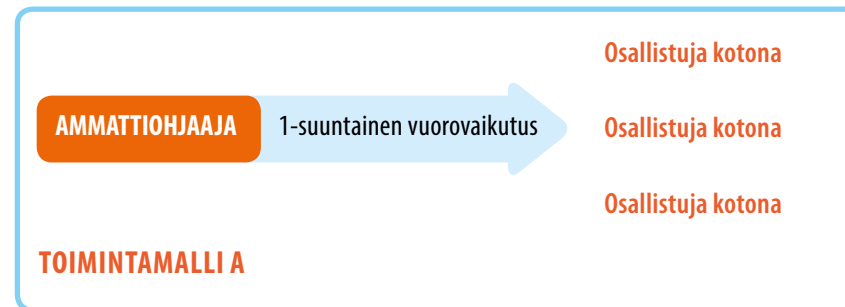 Osallistuja kotona
AMMATTIOHJAAJA
1-suuntainen vuorovaikutus
Osallistuja kotona
Osallistuja kotona
TOIMINTAMALLI A